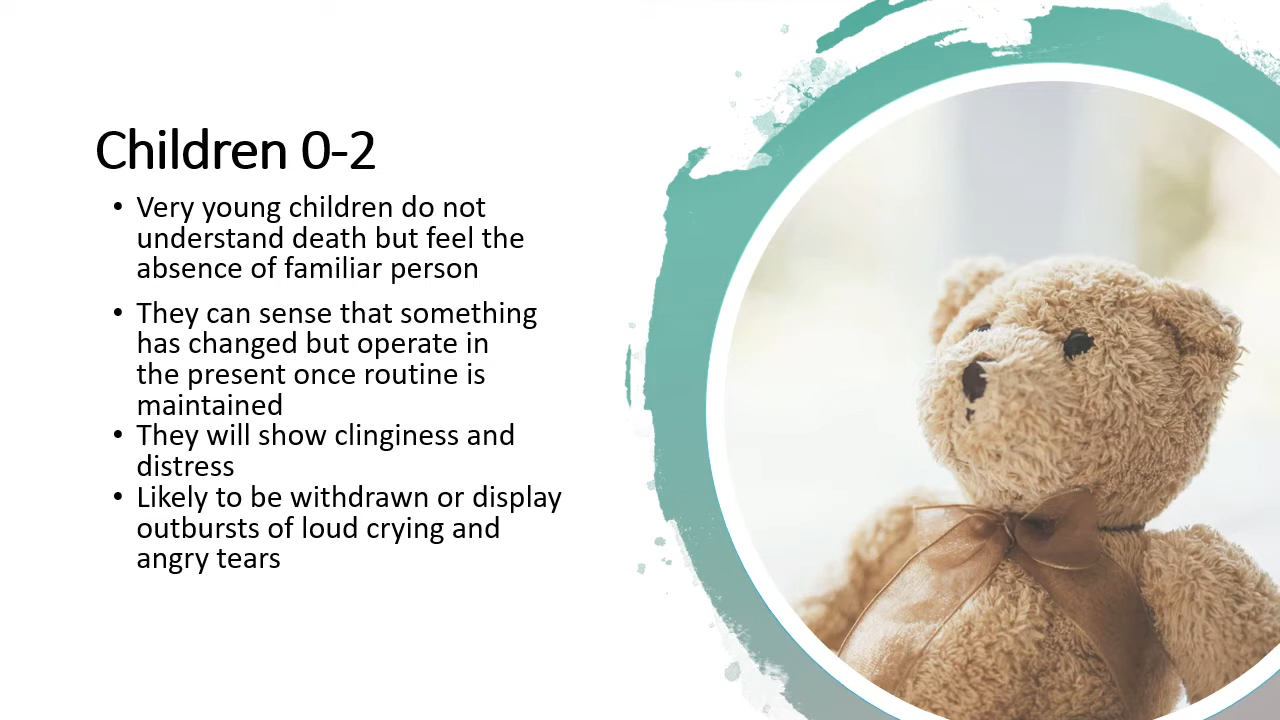 Children 0-2
• Very young children do not
understand death but feel the
absence of familiar person
• They can sense that something
has changed but operate in
the present once routine is
maintained
• They will show clinginess and
distress
• Likely to be withdrawn or display
outbursts of loud crying and
angry tears